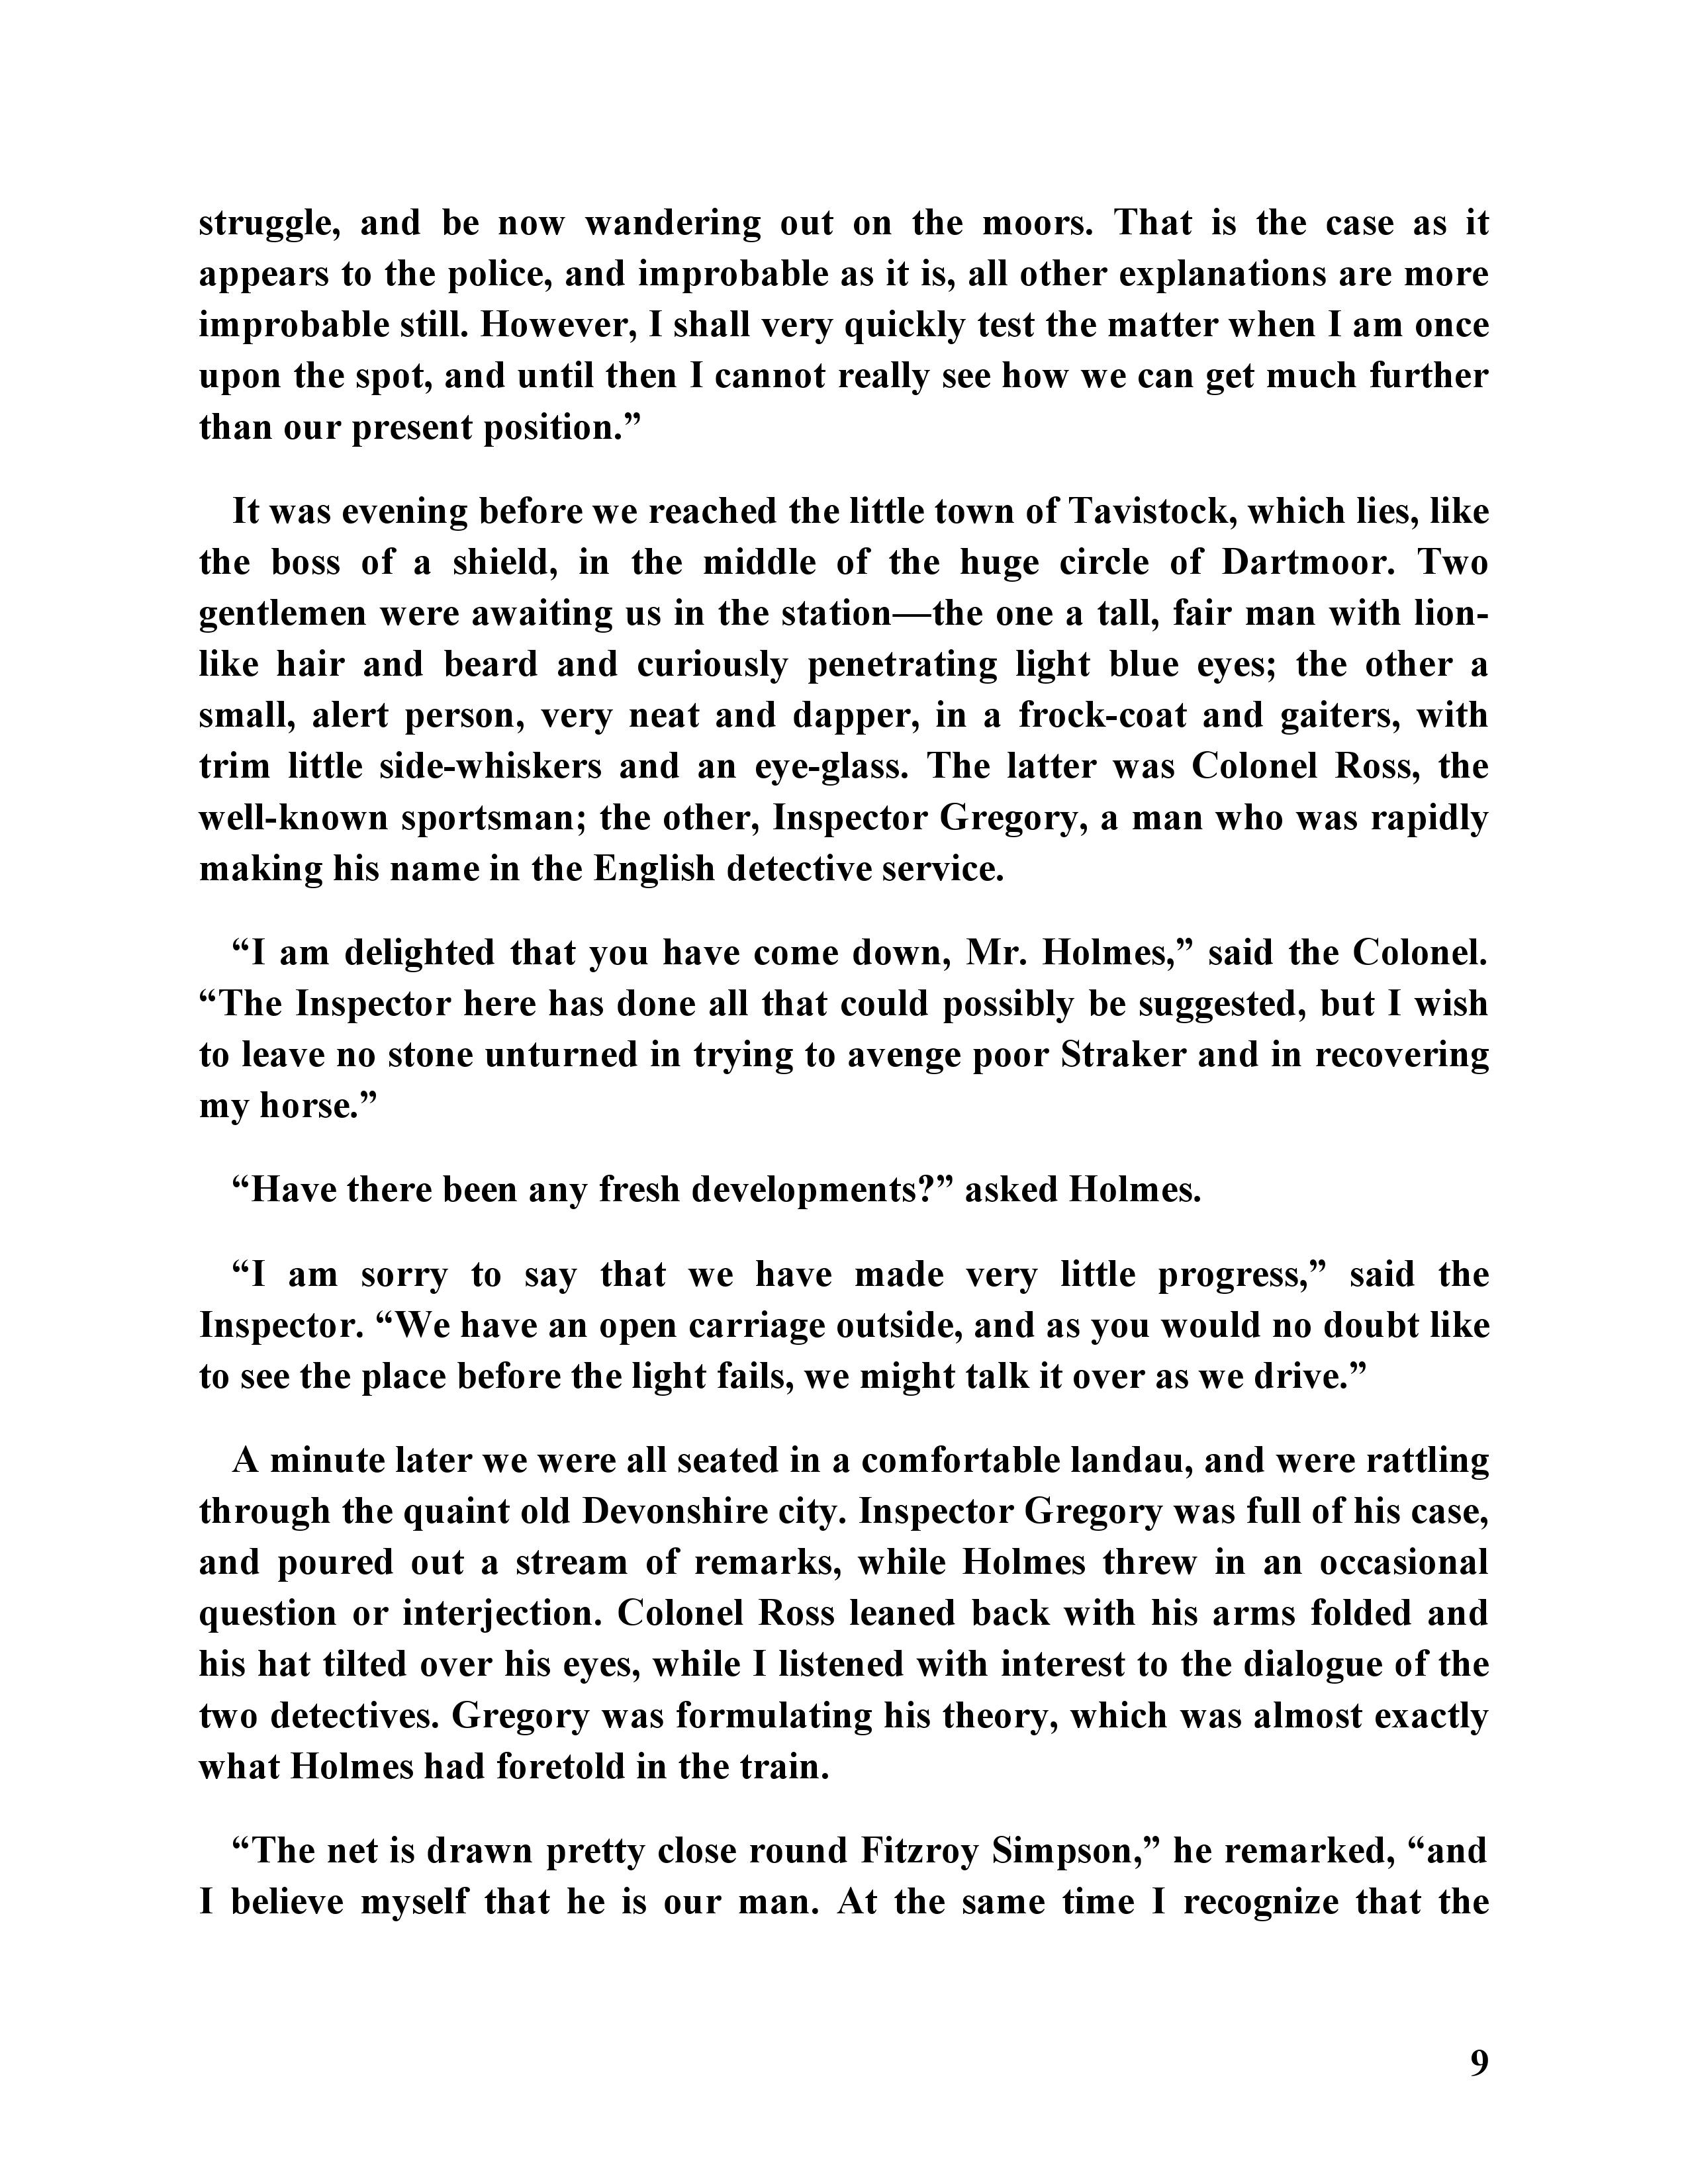 struggle, and be now wandering out on the moors. That is the case as it
appears to the police, and improbable as it is, all other explanations are more
improbable still. However, I shall very quickly test the matter when I am once
upon the spot, and until then I cannot really see how we can get much further
than our present position.”
It was evening before we reached the little town of Tavistock, which lies, like
the boss of a shield, in the middle of the huge circle of Dartmoor. Two
gentlemen were awaiting us in the station—the one a tall, fair man with lion-
like hair and beard and curiously penetrating light blue eyes; the other a
small, alert person, very neat and dapper, in a frock-coat and gaiters, with
trim little side-whiskers and an eye-glass. The latter was Colonel Ross, the
well-known sportsman; the other, Inspector Gregory, a man who was rapidly
making his name in the English detective service.
“I am delighted that you have come down, Mr. Holmes,” said the Colonel.
“The Inspector here has done all that could possibly be suggested, but I wish
to leave no stone unturned in trying to avenge poor Straker and in recovering
my horse.”
“Have there been any fresh developments?” asked Holmes.
“I am sorry to say that we have made very little progress,” said the
Inspector. “We have an open carriage outside, and as you would no doubt like
to see the place before the light fails, we might talk it over as we drive.”
A minute later we were all seated in a comfortable landau, and were rattling
through the quaint old Devonshire city. Inspector Gregory was full of his case,
and poured out a stream of remarks, while Holmes threw in an occasional
question or interjection. Colonel Ross leaned back with his arms folded and
his hat tilted over his eyes, while I listened with interest to the dialogue of the
two detectives. Gregory was formulating his theory, which was almost exactly
what Holmes had foretold in the train.
“The net is drawn pretty close round Fitzroy Simpson,” he remarked, “and
I believe myself that he is our man. At the same time I recognize that the
9